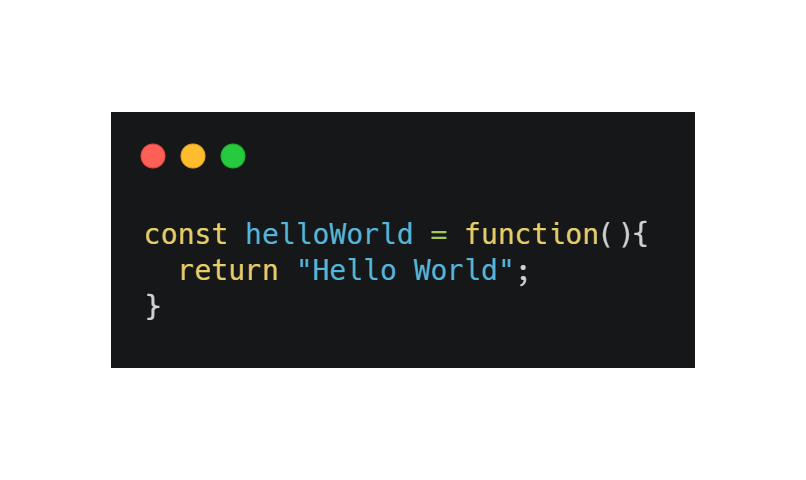 const helloWorld = function(){
  return "Hello World";
}